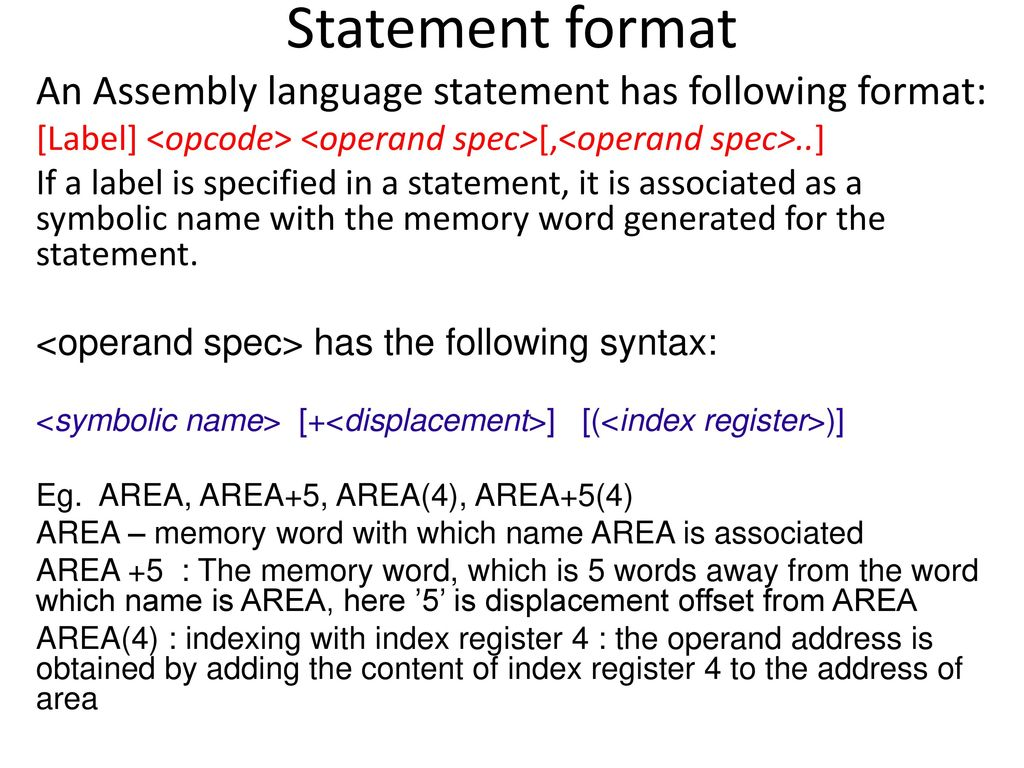 Statement format
An Assembly language statement has following format:
[Label] <opcode> <operand spec>[,<operand spec>..]
If a label is specified in a statement, it is associated as a
symbolic name with the memory word generated for the
statement.
<operand spec> has the following syntax:
<symbolic name> [+<displacement>] [(<index register>)]
Eg. AREA, AREA+5, AREA(4), AREA+5(4)
AREA – memory word with which name AREA is associated
AREA +5 : The memory word, which is 5 words away from the word
which name is AREA, here ’5’ is displacement offset from AREA
AREA(4) : indexing with index register 4 : the operand address is
obtained by adding the content of index register 4 to the address of
area